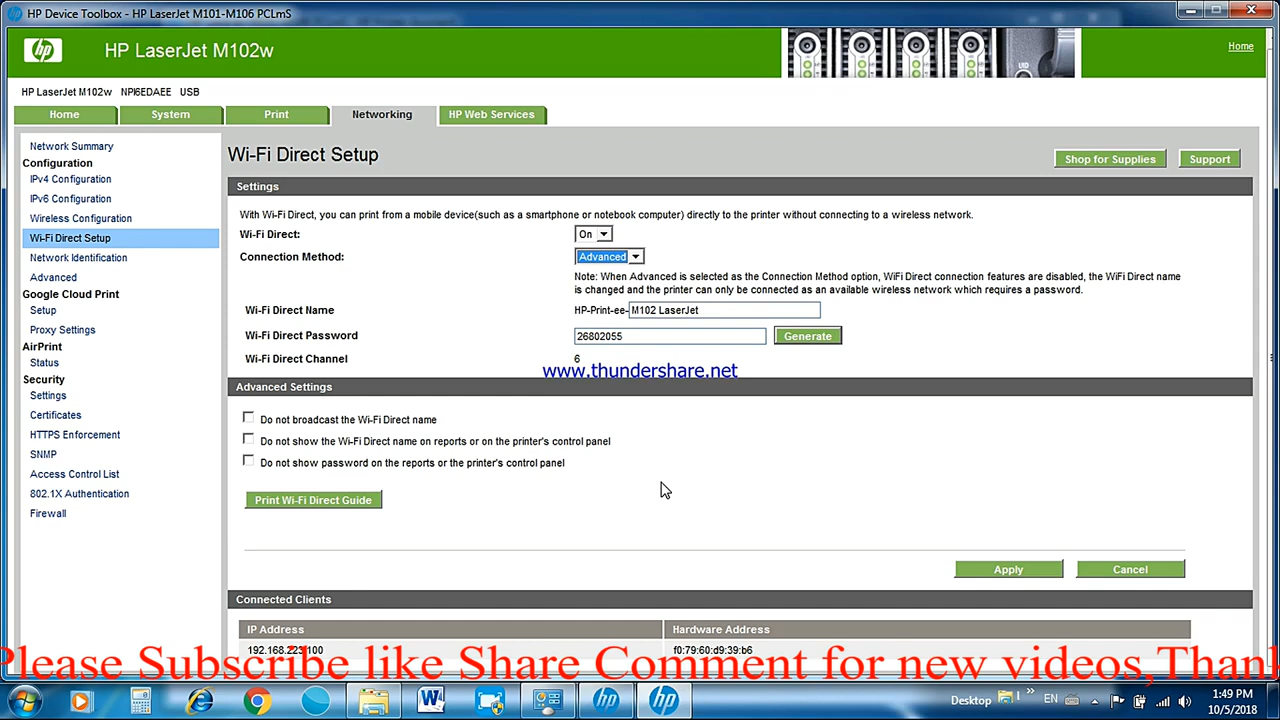 HP Device Toolbox - HP LaserJet M101-M106 PCLmS
hp HP LaserJet M102w
Home
HP LaserJet M102w NPI6EDAEE USB
Home System Print Networking HP Web Services
Network Summary
Configuration
IPv4 Configuration
IPv6 Configuration
Wireless Configuration
Wi-Fi Direct Setup
Network Identification
Advanced
Google Cloud Print
Setup
Proxy Settings
AirPrint
Status
Security
Settings
Certificates
HTTPS Enforcement
SNMP
Access Control List
802.1X Authentication
Firewall
Wi-Fi Direct Setup
Shop for Supplies Support
Settings
With Wi-Fi Direct, you can print from a mobile device(such as a smartphone or notebook computer) directly to the printer without connecting to a wireless network.
Wi-Fi Direct: On
Connection Method: Advanced
Note: When Advanced is selected as the Connection Method option, WiFi Direct connection features are disabled, the WiFi Direct name
is changed and the printer can only be connected as an available wireless network which requires a password.
Wi-Fi Direct Name HP-Print-ee- M102 LaserJet
Wi-Fi Direct Password 26802055 Generate
Wi-Fi Direct Channel 6
www.thundershare.net
Advanced Settings
Do not broadcast the Wi-Fi Direct name
Do not show the Wi-Fi Direct name on reports or on the printer's control panel
Do not show password on the reports or the printer's control panel
Print Wi-Fi Direct Guide
Apply Cancel
Connected Clients
IP Address Hardware Address
192.168.223.100 f0:79:60:d9:39:b6
Please Subscribe like Share Comment for new videos,Thank
Desktop » EN 1:49 PM
10/5/2018